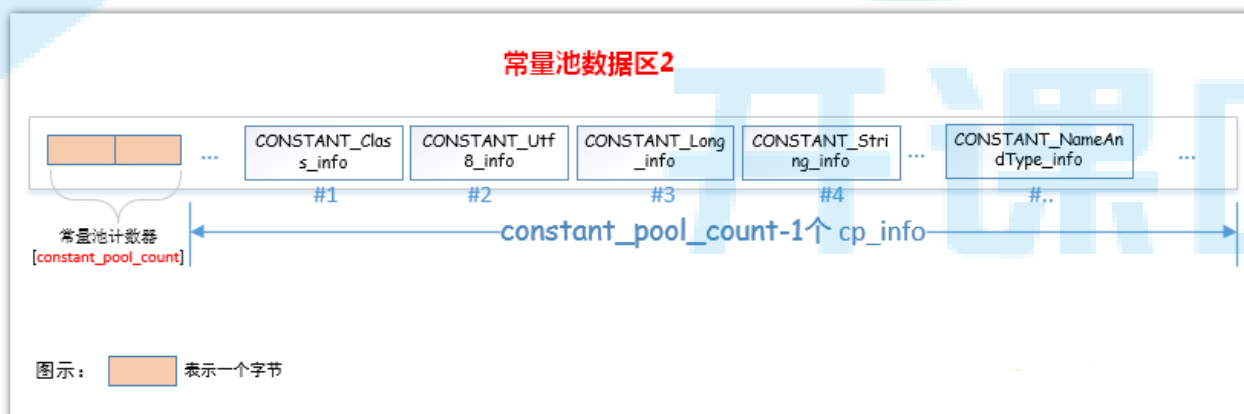 常量池数据区2
... CONSTANT_Clas CONSTANT_Utf CONSTANT_Long CONSTANT_Stri ... CONSTANT_NameAn ...
s_info 8_info _info ng_info dType_info
#1 #2 #3 #4 #..
常量池计数器
[constant_pool_count]
constant_pool_count-1个 cp_info
图示：
表示一个字节
开课